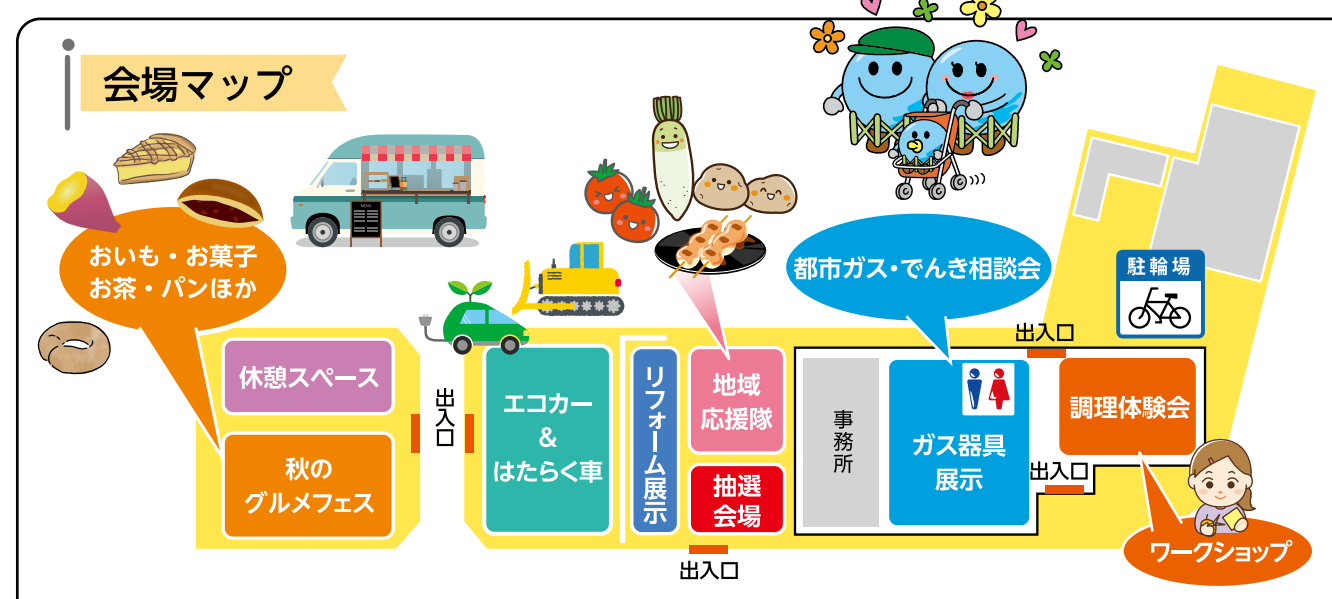 会場マップ
おいも・お菓子
お茶・パンほか
都市ガス・でんき相談会
駐輪場
出入口
休憩スペース
秋の
グルメフェス
出入口
エコカー
&
はたらく車
リフォーム展示
地域
応援隊
抽選
会場
事務所
ガス器具
展示
調理体験会
出入口
ワークショップ
出入口